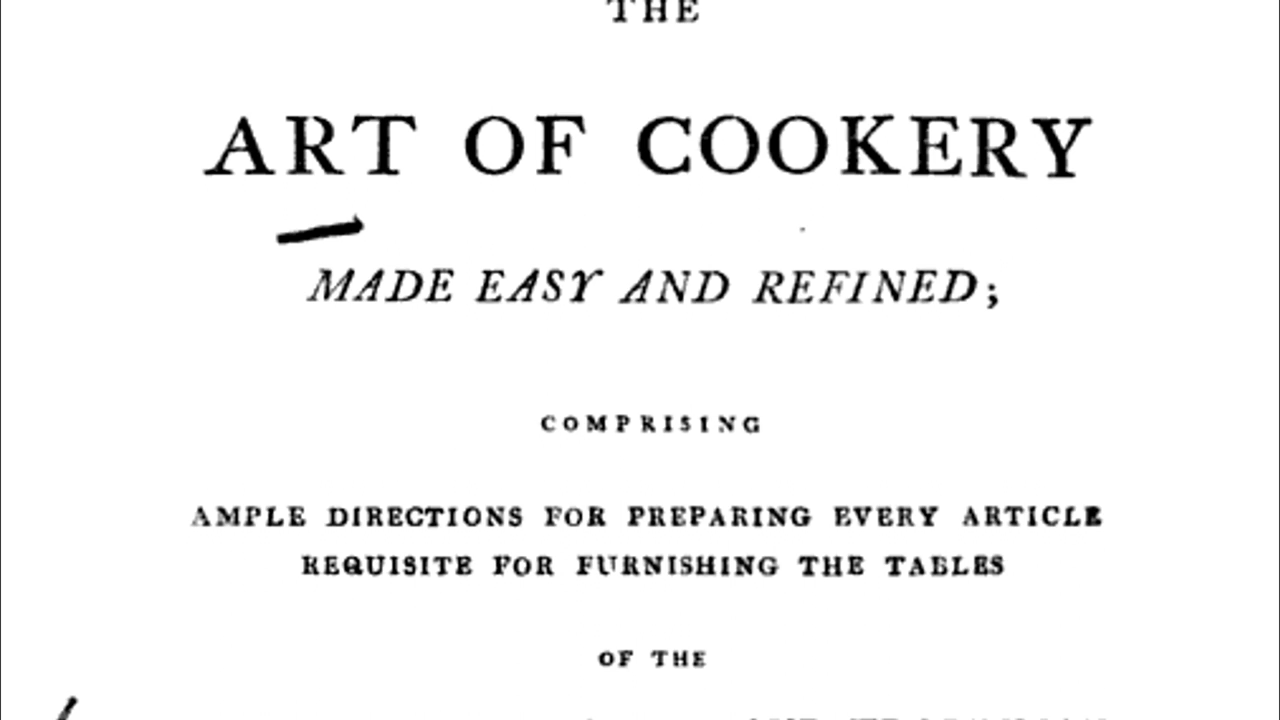 THE
ART OF COOKERY
MADE EASY AND REFINED;
COMPRISING
AMPLE DIRECTIONS FOR PREPARING EVERY ARTICLE
REQUISITE FOR FURNISHING THE TABLES
OF THE